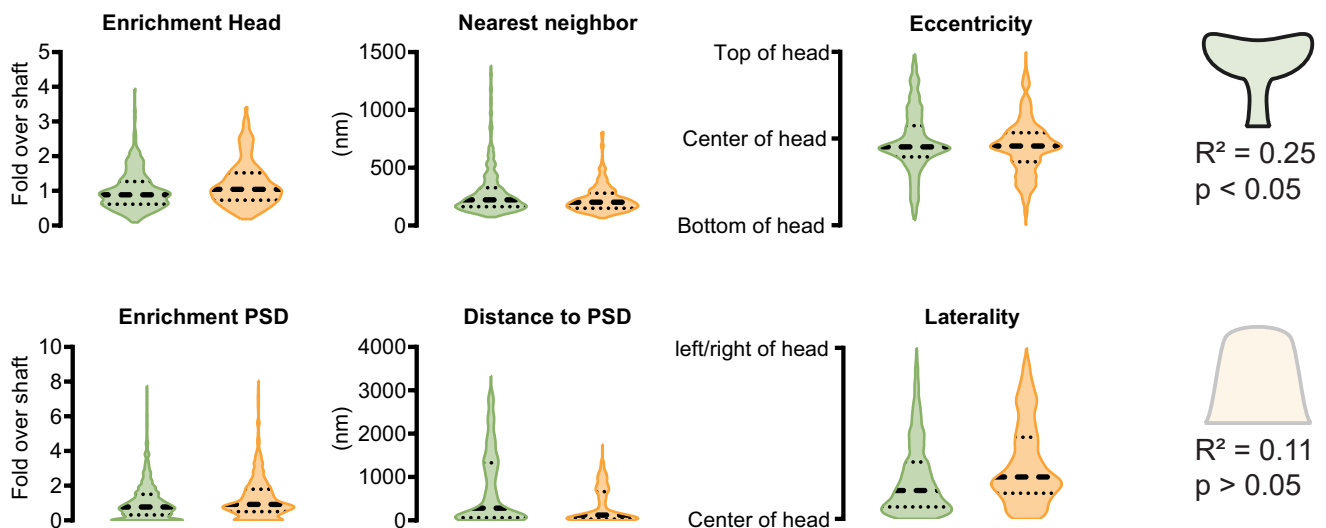 Enrichment Head
Fold over shaft
5
4
3
2
1
0
Nearest neighbor
(nm)
1500
1000
500
0
Eccentricity
Top of head
Center of head
Bottom of head
R² = 0.25
p < 0.05
Enrichment PSD
Fold over shaft
10
8
6
4
2
0
Distance to PSD
(nm)
4000
3000
2000
1000
0
Laterality
left/right of head
Center of head
R² = 0.11
p > 0.05